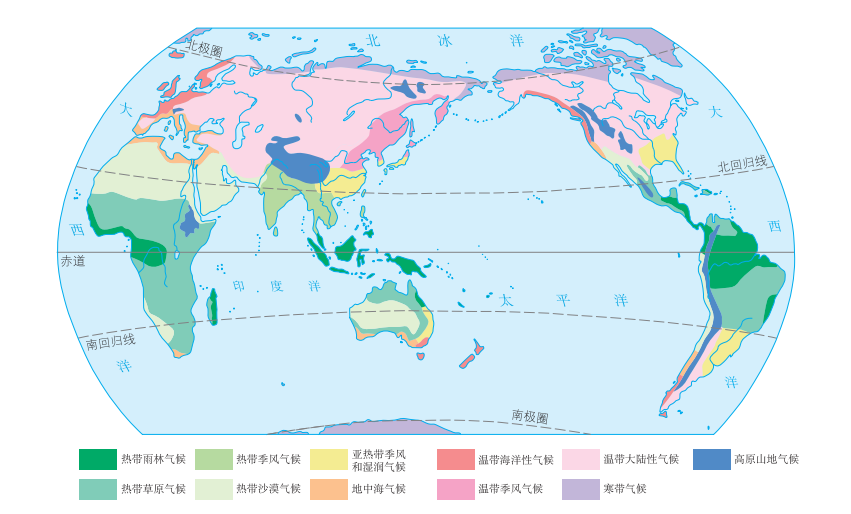 北 冰 洋
北极圈
大
大
北回归线
西
西
赤道
印 度 洋
太 平 洋
南回归线
洋
洋
南极圈
热带雨林气候
热带季风气候
亚热带季风
和湿润气候
温带海洋性气候
温带大陆性气候
高原山地气候
热带草原气候
热带沙漠气候
地中海气候
温带季风气候
寒带气候